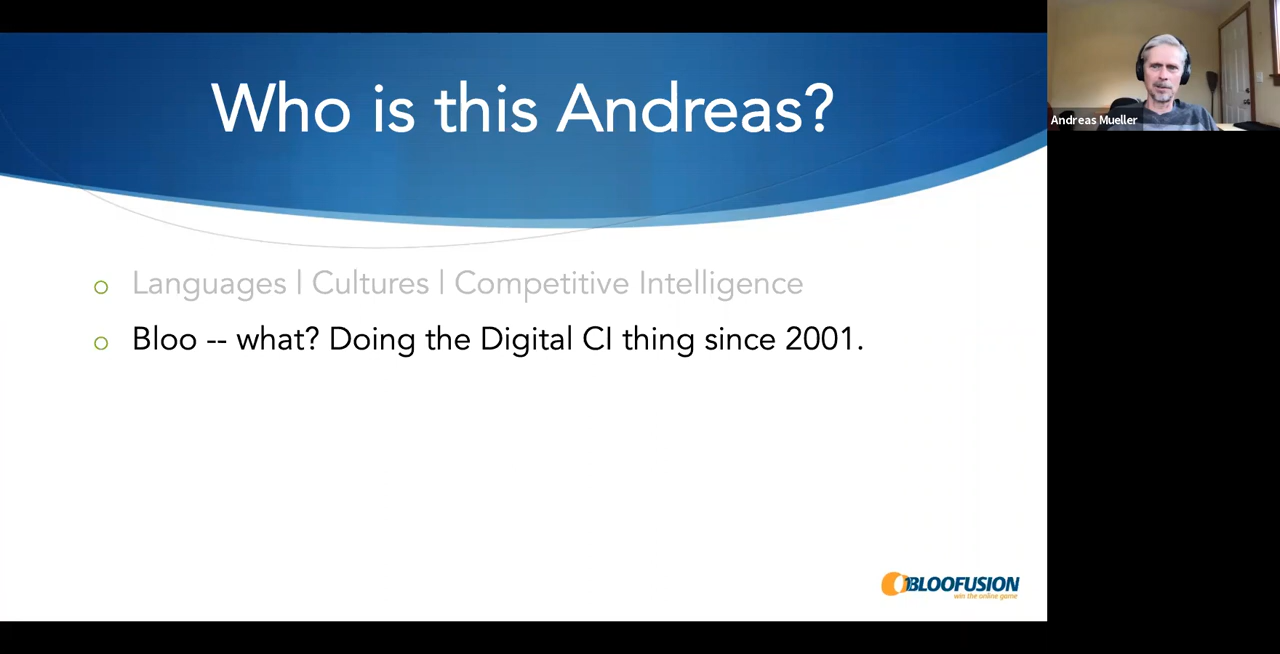 Who is this Andreas?
Andreas Mueller
Languages | Cultures | Competitive Intelligence
Bloo -- what? Doing the Digital CI thing since 2001.
BLOOFUSION
win the online game